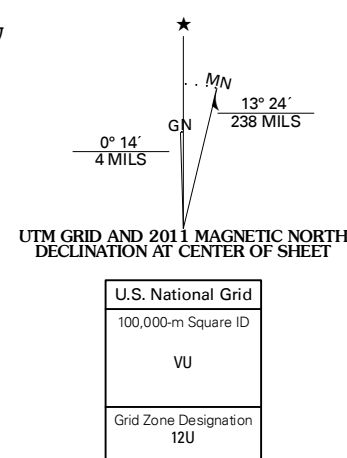 ★
MN
GN
13° 24´
238 MILS
0° 14´
4 MILS
UTM GRID AND 2011 MAGNETIC NORTH
DECLINATION AT CENTER OF SHEET
U.S. National Grid
100,000-m Square ID
VU
Grid Zone Designation
12U